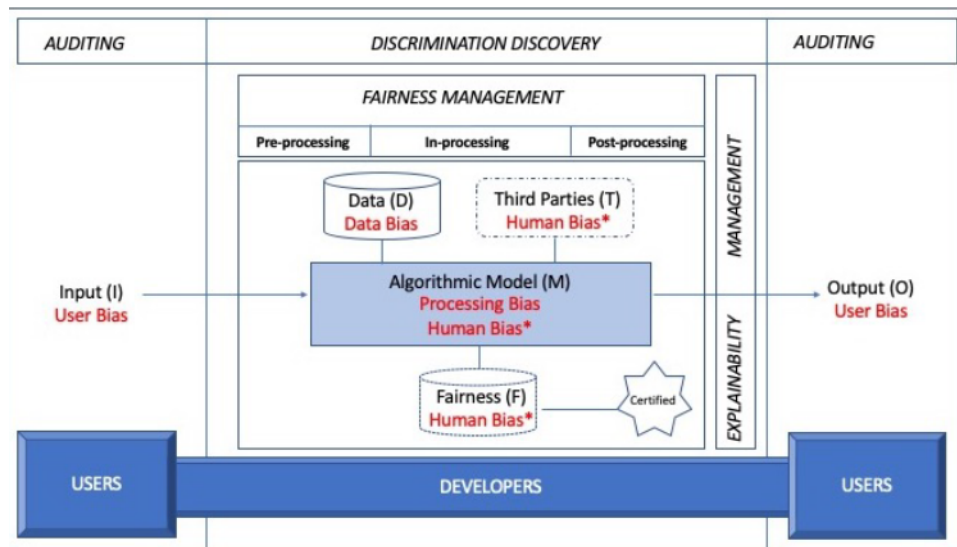 AUDITING
DISCRIMINATION DISCOVERY
AUDITING
FAIRNESS MANAGEMENT
Pre-processing
In-processing
Post-processing
MANAGEMENT
EXPLAINABILITY
Data (D)
Data Bias
Third Parties (T)
Human Bias*
Input (I)
User Bias
Algorithmic Model (M)
Processing Bias
Human Bias*
Output (O)
User Bias
Fairness (F)
Human Bias*
Certified
USERS
DEVELOPERS
USERS